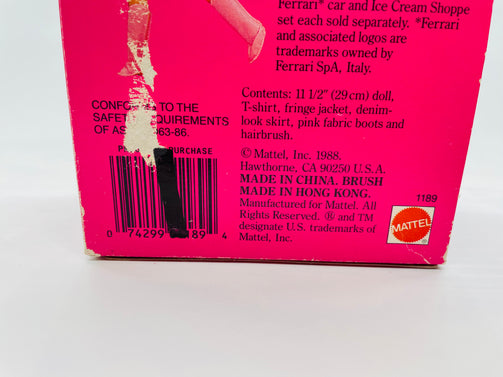 Ferrari* car and Ice Cream Shoppe
set each sold separately. *Ferrari
and associated logos are
trademarks owned by
Ferrari SpA, Italy.
CONFO TO THE
SAFE EQUIREMENTS
OF AS 63-86.
Contents: 11 1/2" (29 cm) doll,
T-shirt, fringe jacket, denim-
look skirt, pink fabric boots and
hairbrush.
P URCHASE
© Mattel, Inc. 1988.
Hawthorne, CA 90250 U.S.A.
MADE IN CHINA. BRUSH
MADE IN HONG KONG.
Manufactured for Mattel. All
Rights Reserved. ® and TM
designate U.S. trademarks of
Mattel, Inc.
0 74299 189 4
1189
MATTEL